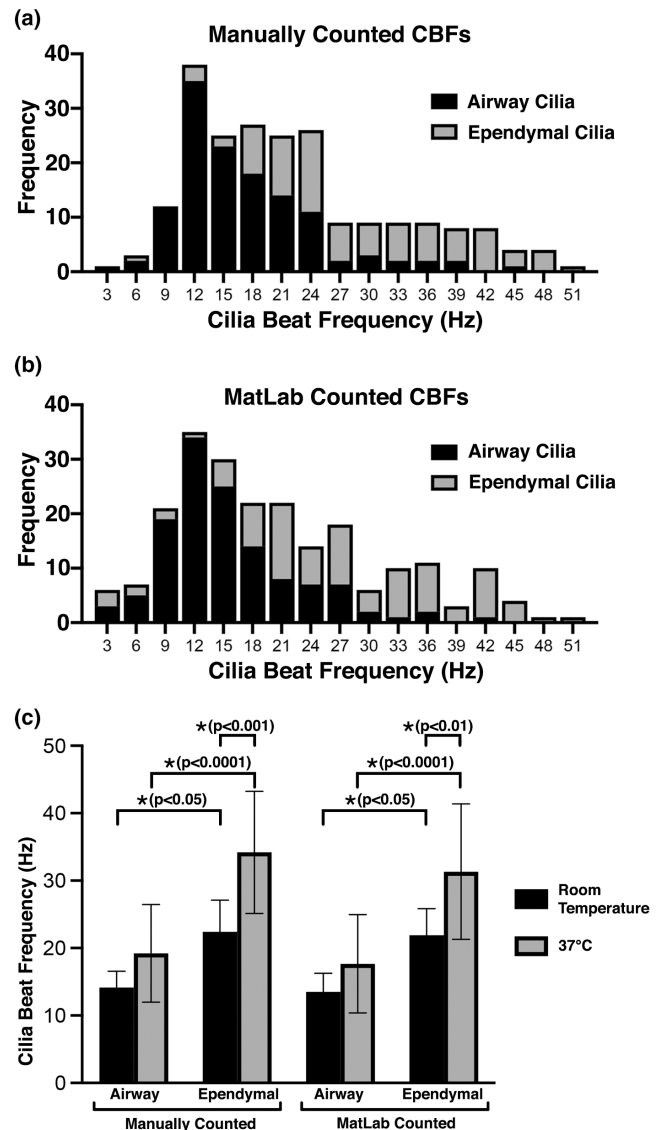 (a)
Manually Counted CBFs
40
30
20
10
0
Frequency
Airway Cilia
Ependymal Cilia
3 6 9 12 15 18 21 24 27 30 33 36 39 42 45 48 51
Cilia Beat Frequency (Hz)
(b)
MatLab Counted CBFs
40
30
20
10
0
Frequency
Airway Cilia
Ependymal Cilia
3 6 9 12 15 18 21 24 27 30 33 36 39 42 45 48 51
Cilia Beat Frequency (Hz)
(c)
50
40
30
20
10
0
Cilia Beat Frequency (Hz)
*(p<0.001)
*(p<0.0001)
*(p<0.05)
*(p<0.01)
*(p<0.0001)
*(p<0.05)
Room
Temperature
37°C
Airway Ependymal Airway Ependymal
Manually Counted MatLab Counted